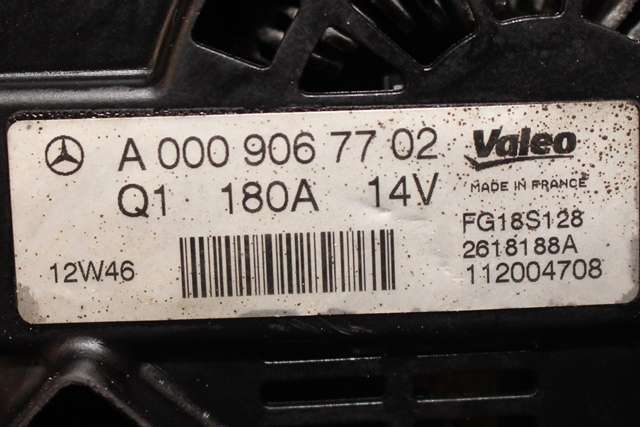 A 000 906 77 02
Q1 180A 14V
12W46
Valeo
MADE IN FRANCE
FG18S128
2618188A
112004708